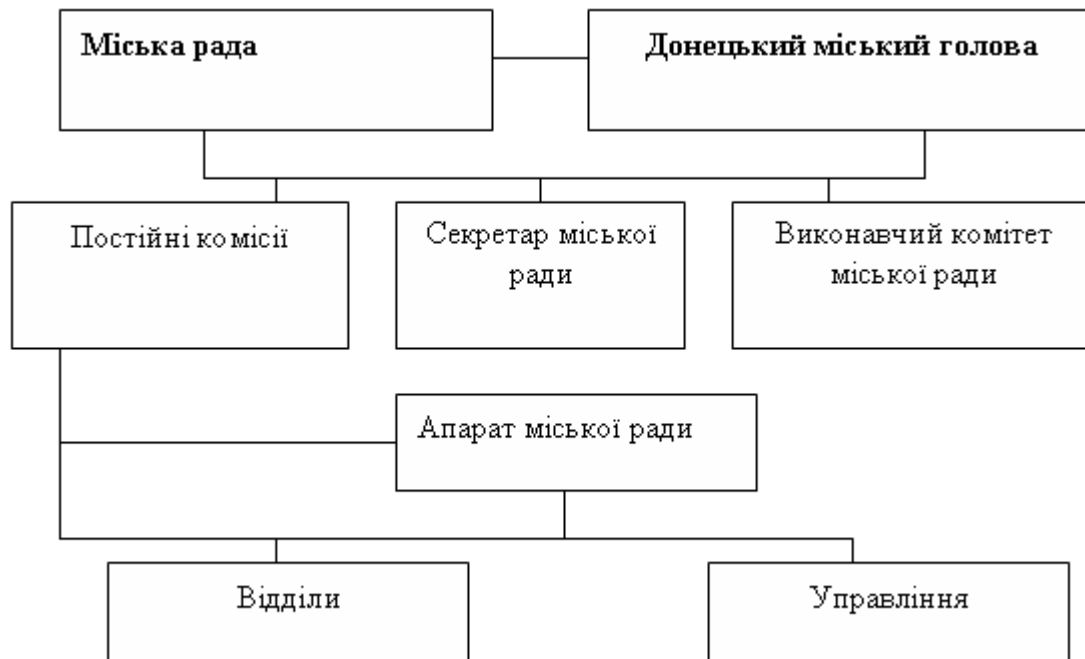 Міська рада
Донецький міський голова
Постійні комісії
Секретар міської
ради
Виконавчий комітет
міської ради
Апарат міської ради
Відділи
Управління